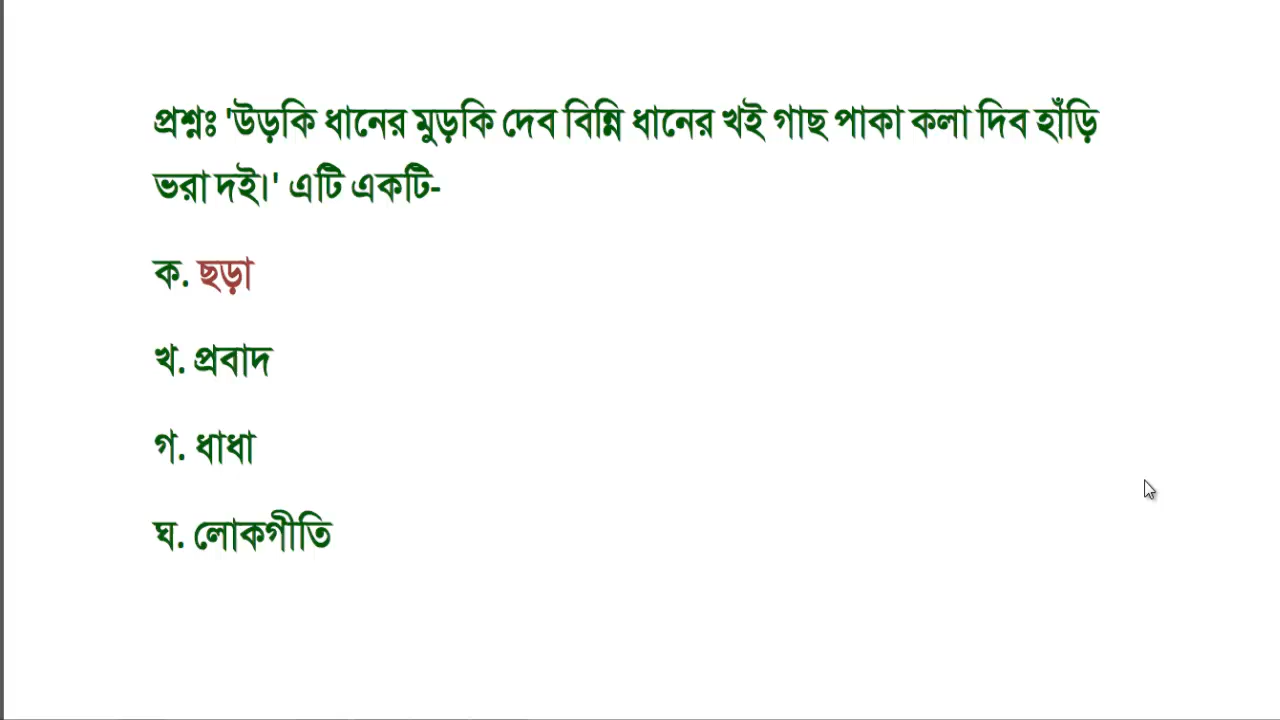 প্রশ্নঃ 'উড়কি ধানের মুড়কি দেব বিন্নি ধানের খই গাছ পাকা কলা দিব হাঁড়ি
ভরা দই।' এটি একটি-
ক. ছড়া
খ. প্রবাদ
গ. ধাধা
ঘ. লোকগীতি